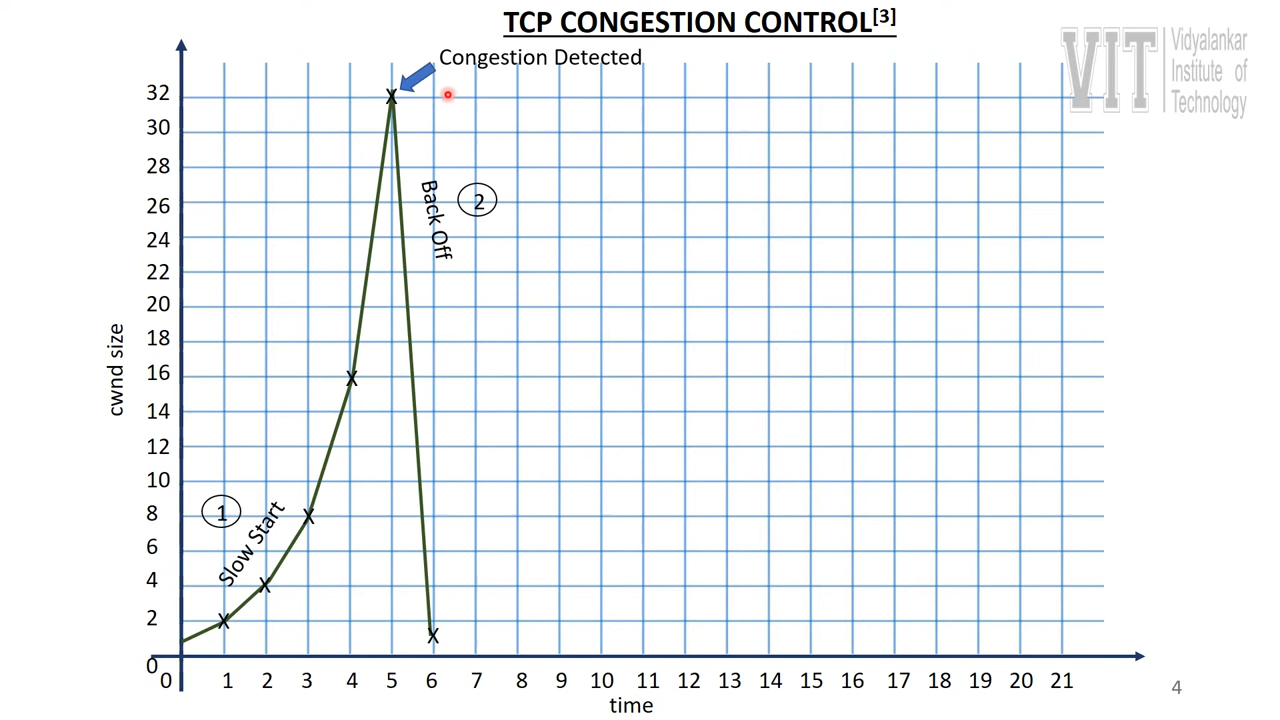 TCP CONGESTION CONTROL[3]
Congestion Detected
VIT
Vidyalankar
Institute of
Technology
32
30
28
26
24
22
20
18
16
14
12
10
8
6
4
2
0
cwnd size
Back Off
2
1
Slow Start
X
X
X
X
X
X
0 1 2 3 4 5 6 7 8 9 10 11 12 13 14 15 16 17 18 19 20 21
time
4